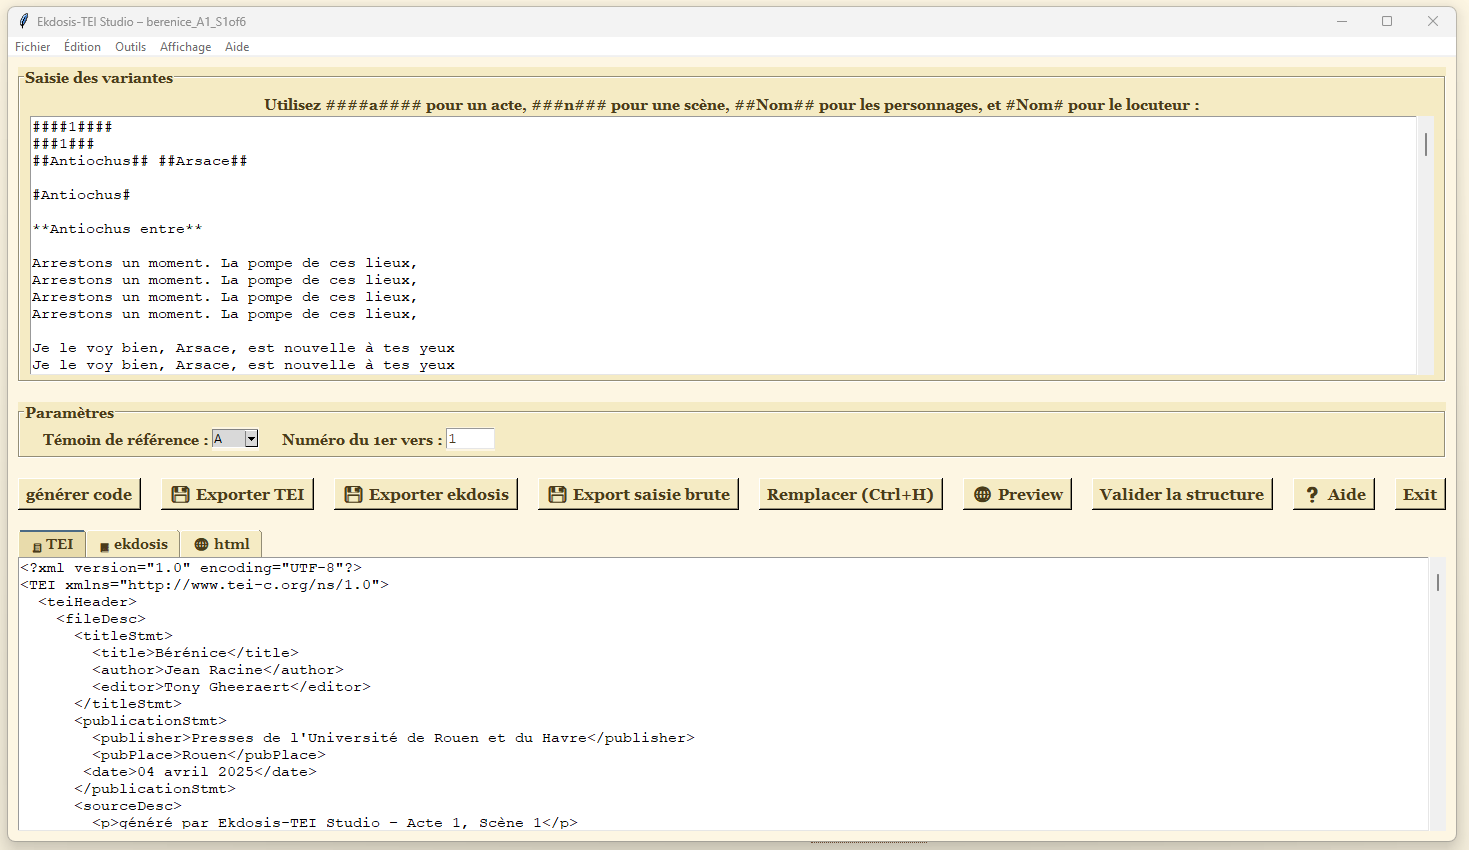 Ekdosis-TEI Studio – berenice_A1_S1of6
Fichier Édition Outils Affichage Aide
Saisie des variantes
Utilisez ####a#### pour un acte, ###n### pour une scène, ##Nom## pour les personnages, et #Nom# pour le locuteur :
####1####
###1###
##Antiochus## ##Arsace##
#Antiochus#
**Antiochus entre**
Arrestons un moment. La pompe de ces lieux,
Arrestons un moment. La pompe de ces lieux,
Arrestons un moment. La pompe de ces lieux,
Arrestons un moment. La pompe de ces lieux,
Je le voy bien, Arsace, est nouvelle à tes yeux
Je le voy bien, Arsace, est nouvelle à tes yeux
Paramètres
Témoin de référence : A Numéro du 1er vers : 1
générer code Exporter TEI Exporter ekdosis Export saisie brute Remplacer (Ctrl+H) Preview Valider la structure ? Aide Exit
TEI ekdosis html
<?xml version="1.0" encoding="UTF-8"?>
<TEI xmlns="http://www.tei-c.org/ns/1.0">
<teiHeader>
<fileDesc>
<titleStmt>
<title>Bérénice</title>
<author>Jean Racine</author>
<editor>Tony Gheeraert</editor>
</titleStmt>
<publicationStmt>
<publisher>Presses de l'Université de Rouen et du Havre</publisher>
<pubPlace>Rouen</pubPlace>
<date>04 avril 2025</date>
</publicationStmt>
<sourceDesc>
<p>généré par Ekdosis-TEI Studio – Acte 1, Scène 1</p>